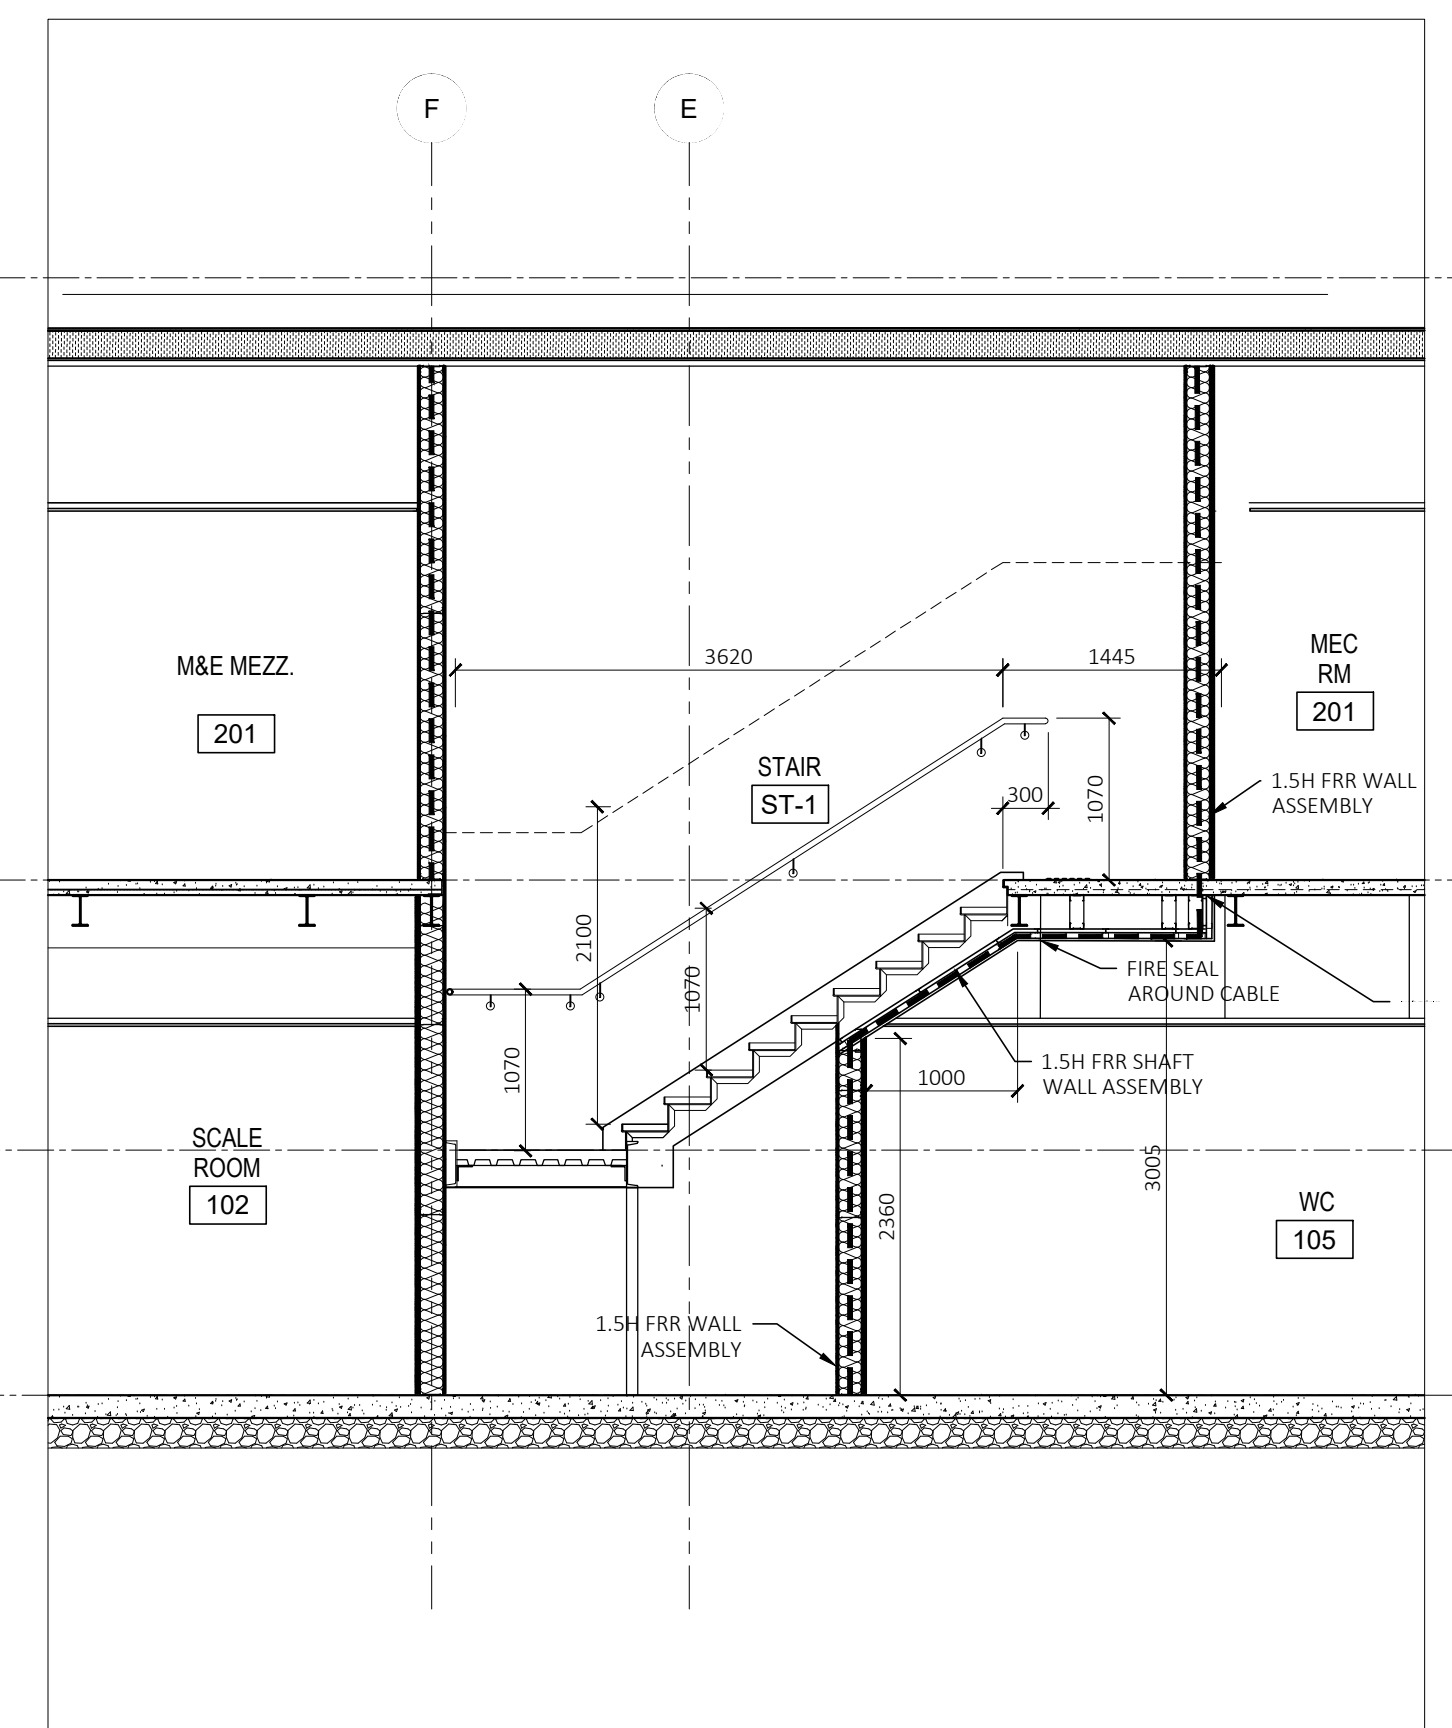 F
E
3620
1445
M&E MEZZ.
201
MEC
RM
201
STAIR
ST-1
300
1070
1.5H FRR WALL
ASSEMBLY
2100
1070
1070
FIRE SEAL
AROUND CABLE
1.5H FRR SHAFT
WALL ASSEMBLY
1000
SCALE
ROOM
102
3005
2360
WC
105
1.5H FRR WALL
ASSEMBLY